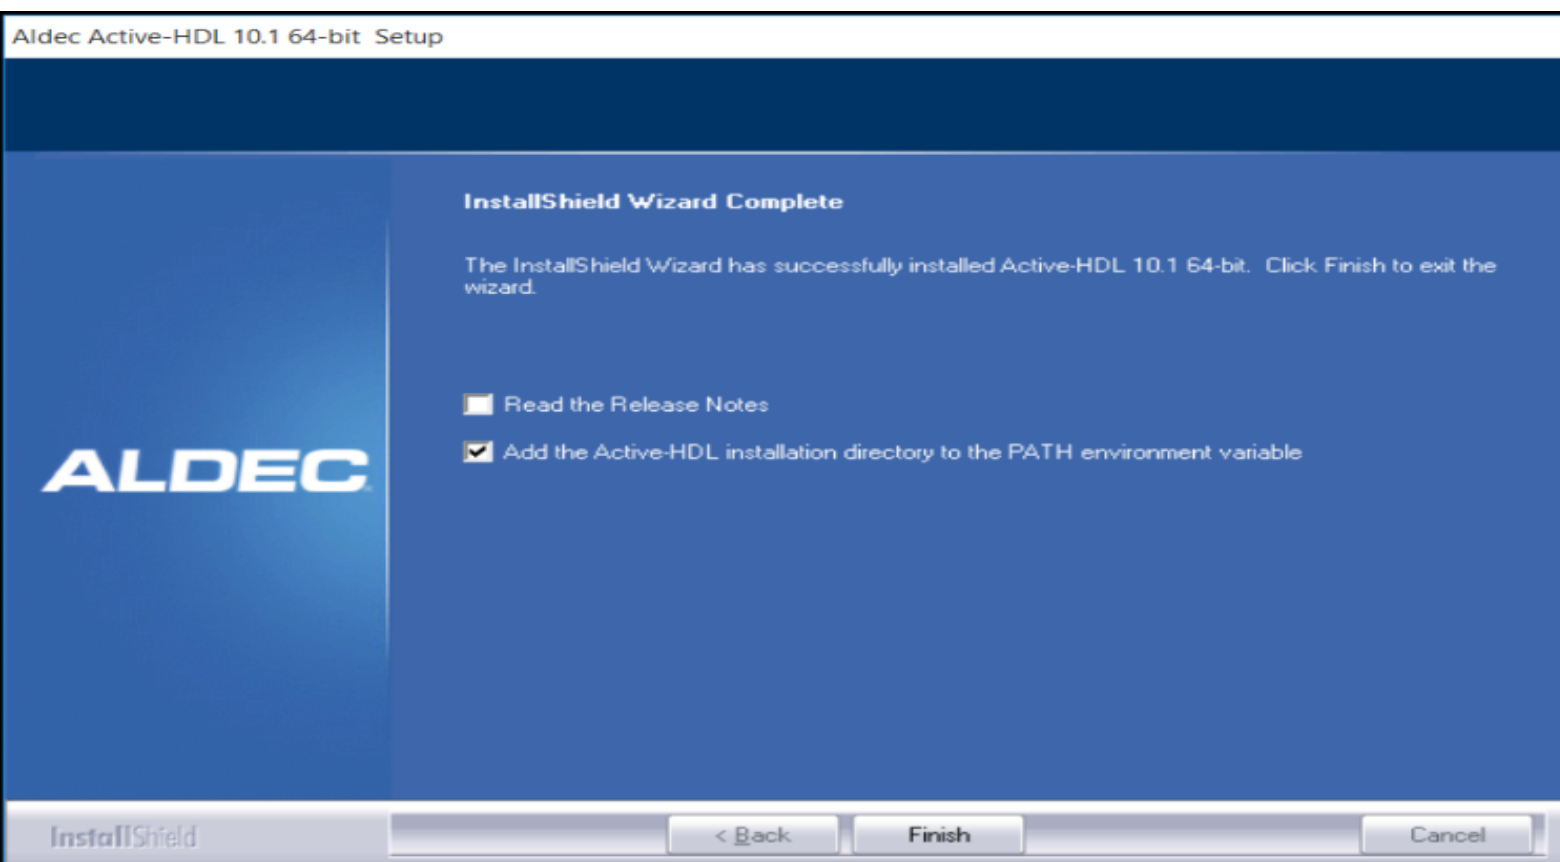 Aldec Active-HDL 10.1 64-bit  Setup
InstallShield Wizard Complete
The InstallShield Wizard has successfully installed Active-HDL 10.1 64-bit.  Click Finish to exit the
wizard.
Read the Release Notes
Add the Active-HDL installation directory to the PATH environment variable
ALDEC
InstallShield
< Back
Finish
Cancel